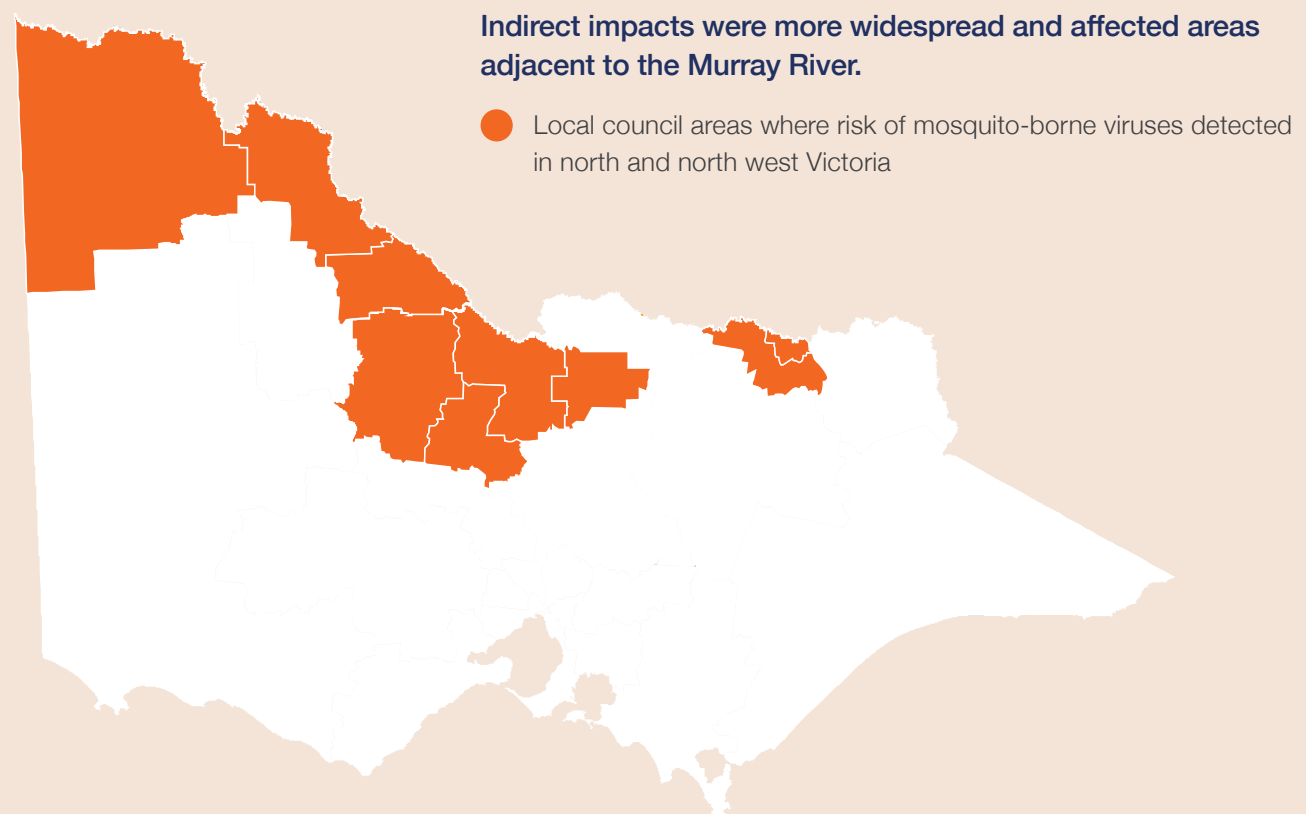 Indirect impacts were more widespread and affected areas
adjacent to the Murray River.
Local council areas where risk of mosquito-borne viruses detected
in north and north west Victoria